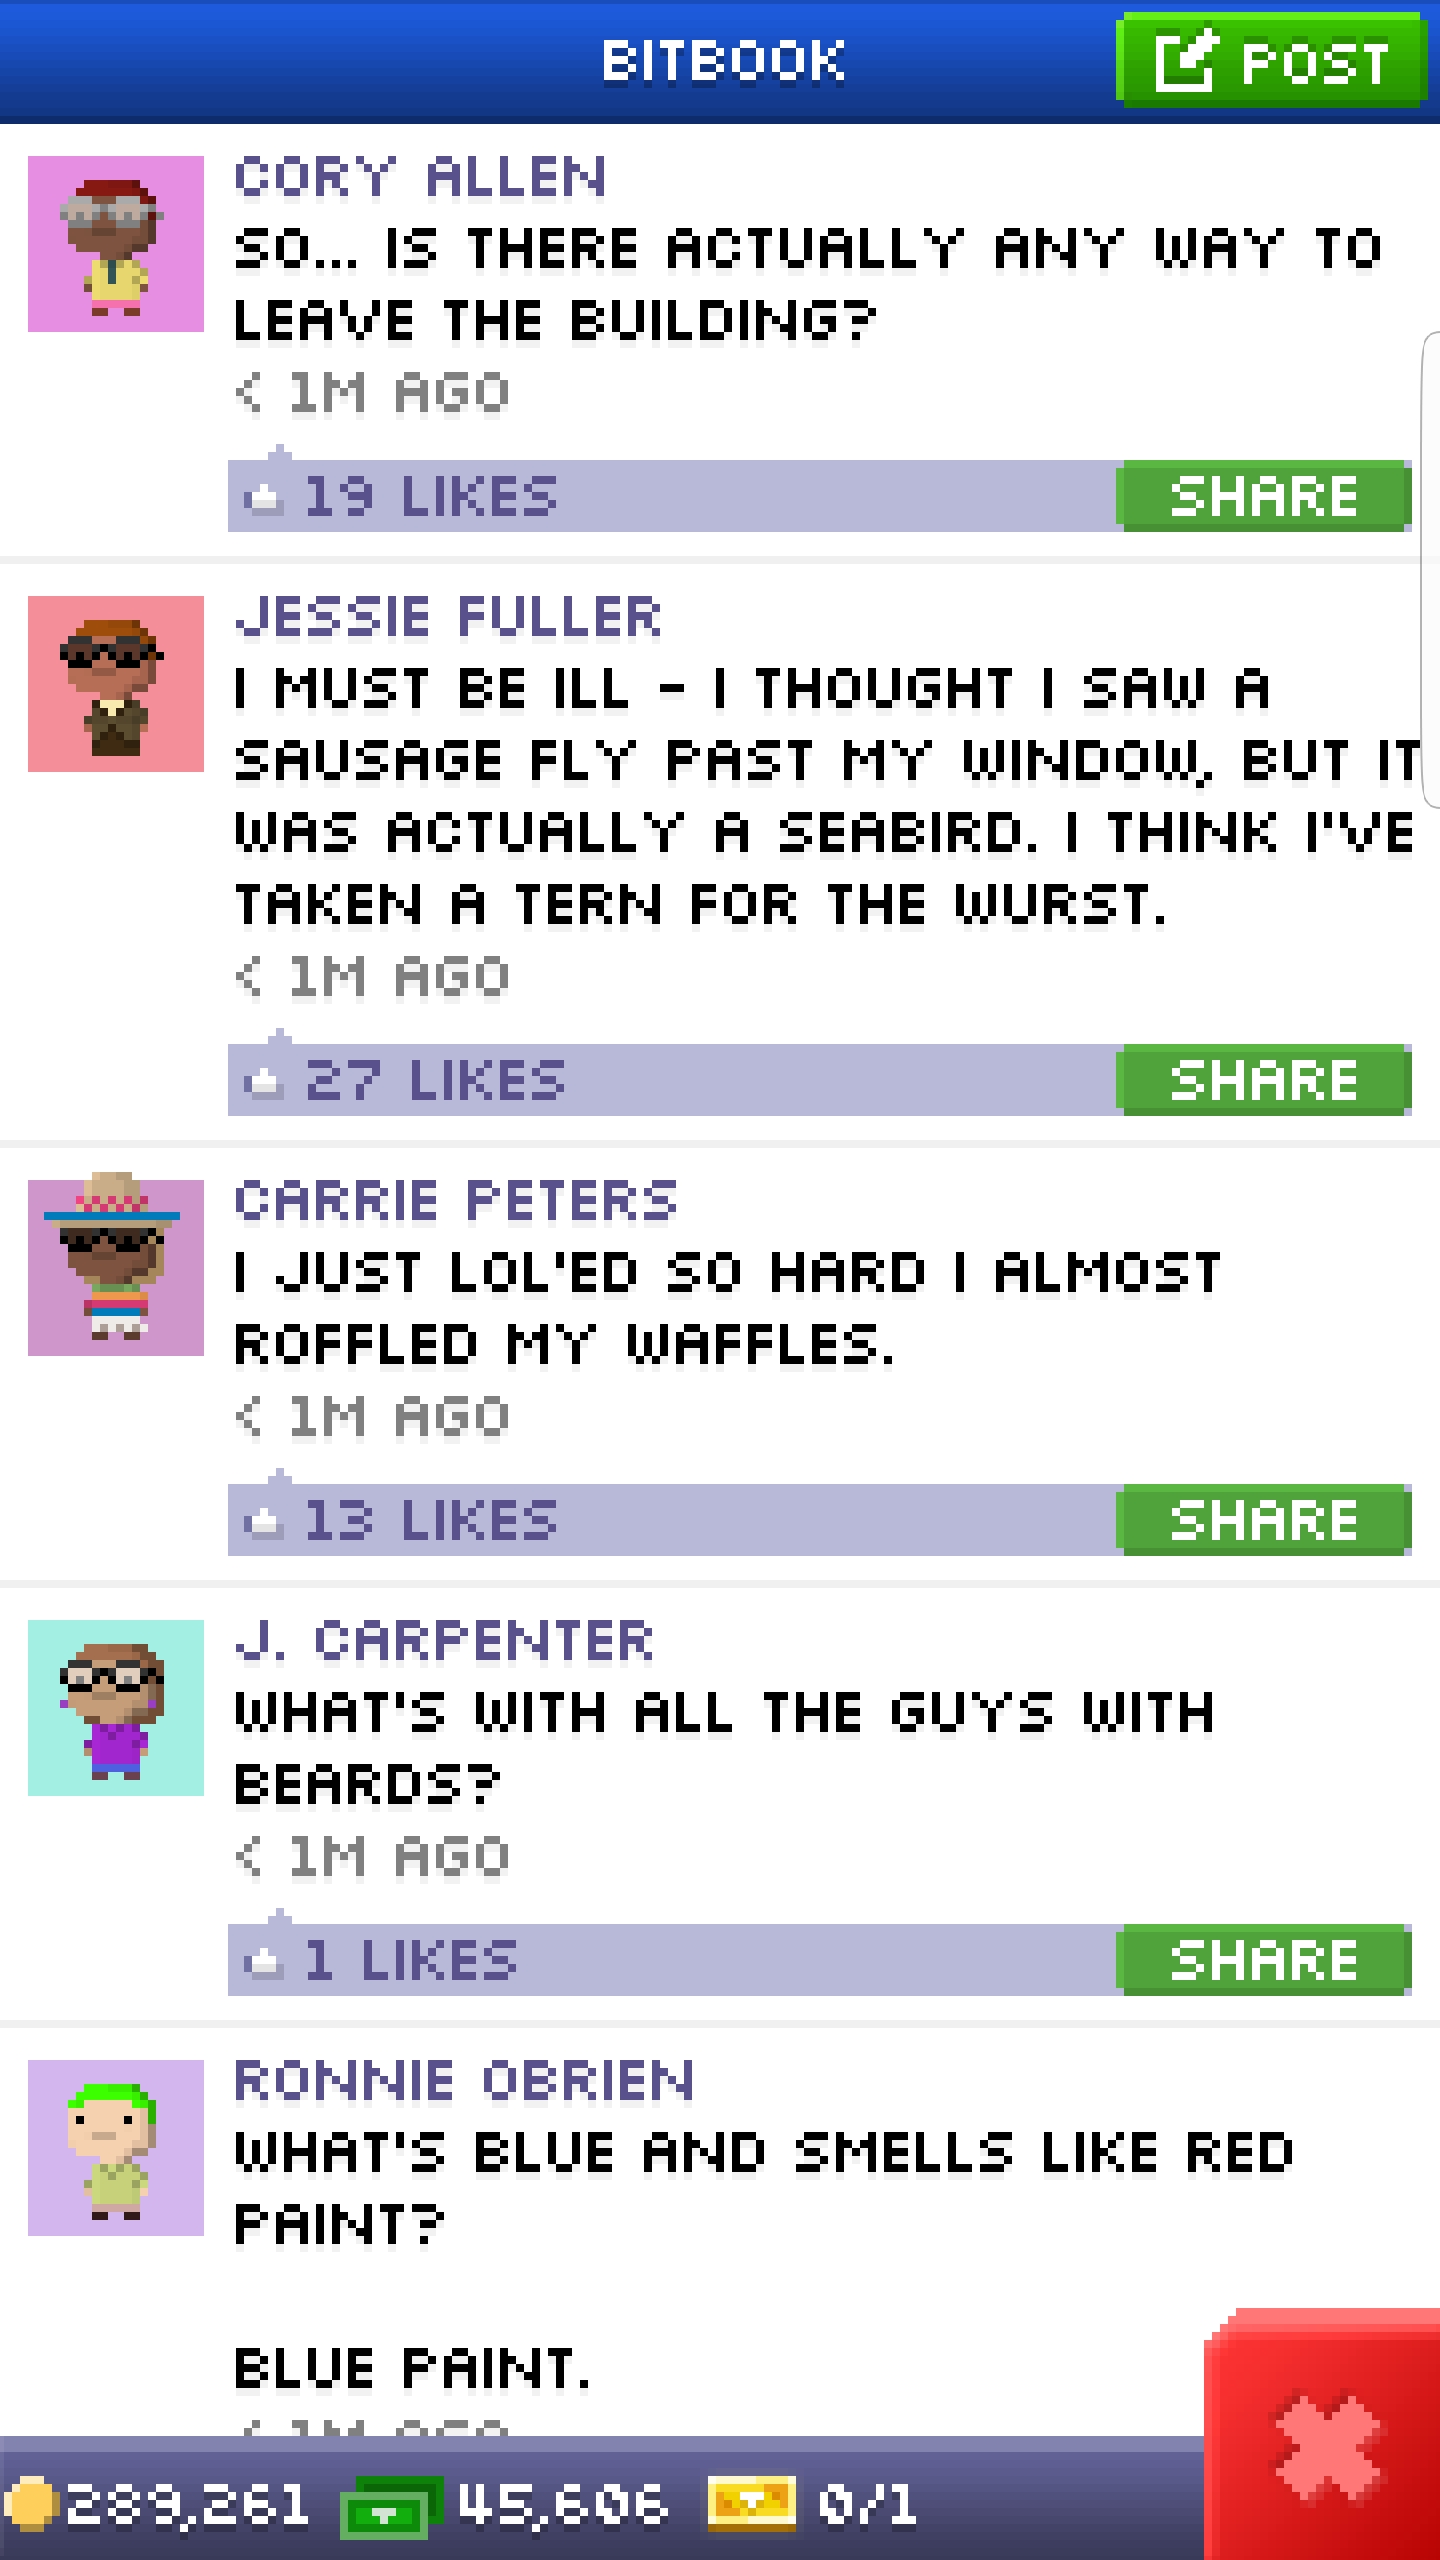 BITBOOK
POST
CORY ALLEN
SO... IS THERE ACTUALLY ANY WAY TO
LEAVE THE BUILDING?
< 1M AGO
19 LIKES
SHARE
JESSIE FULLER
I MUST BE ILL - I THOUGHT I SAW A
SAUSAGE FLY PAST MY WINDOW, BUT IT
WAS ACTUALLY A SEABIRD. I THINK I"VE
TAKEN A TERN FOR THE WURST.
< 1M AGO
27 LIKES
SHARE
CARRIE PETERS
I JUST LOL'ED SO HARD I ALMOST
ROFFLED MY WAFFLES.
< 1M AGO
13 LIKES
SHARE
J. CARPENTER
WHAT'S WITH ALL THE GUYS WITH
BEARDS?
< 1M AGO
1 LIKES
SHARE
RONNIE OBRIEN
WHAT'S BLUE AND SMELLS LIKE RED
PAINT?
BLUE PAINT.
< 1M AGO
289,261 45,606 0/1